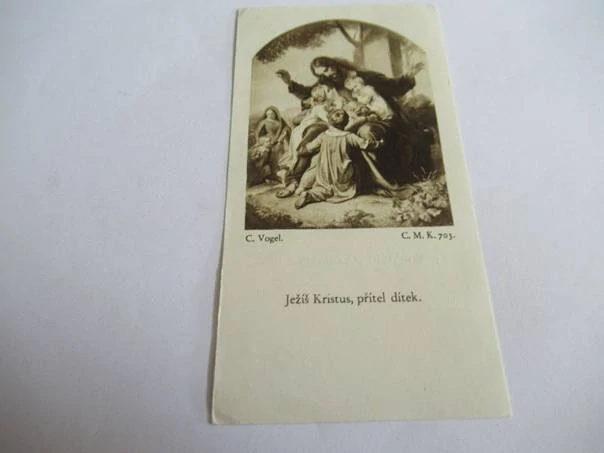 C. Vogel.
C. M. K. 703.
Ježíš Kristus, přítel dítek.